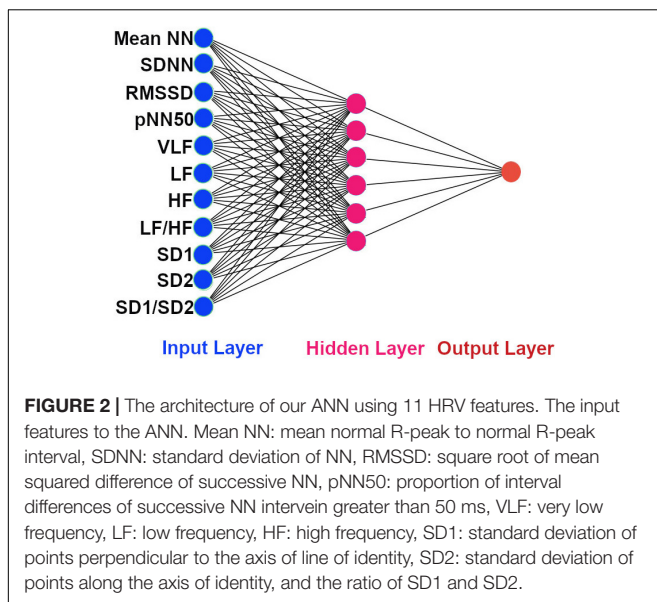 Mean NN
SDNN
RMSSD
pNN50
VLF
LF
HF
LF/HF
SD1
SD2
SD1/SD2
Input Layer Hidden Layer Output Layer
FIGURE 2 | The architecture of our ANN using 11 HRV features. The input
features to the ANN. Mean NN: mean normal R-peak to normal R-peak
interval, SDNN: standard deviation of NN, RMSSD: square root of mean
squared difference of successive NN, pNN50: proportion of interval
differences of successive NN intervein greater than 50 ms, VLF: very low
frequency, LF: low frequency, HF: high frequency, SD1: standard deviation of
points perpendicular to the axis of line of identity, SD2: standard deviation of
points along the axis of identity, and the ratio of SD1 and SD2.